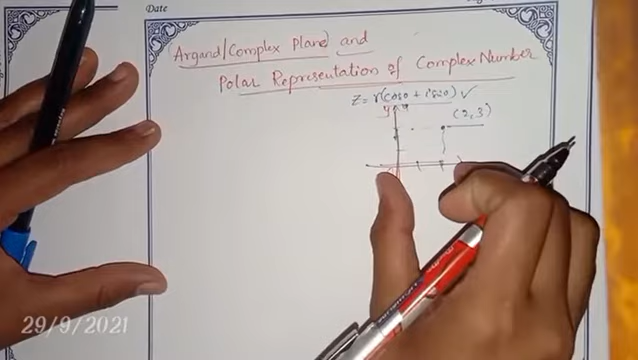 Date
(Argand/Complex Plane) and
Polar Representation of Complex Number
z = r(cosθ + i sinθ) ✓
y
(2,3)
29/9/2021